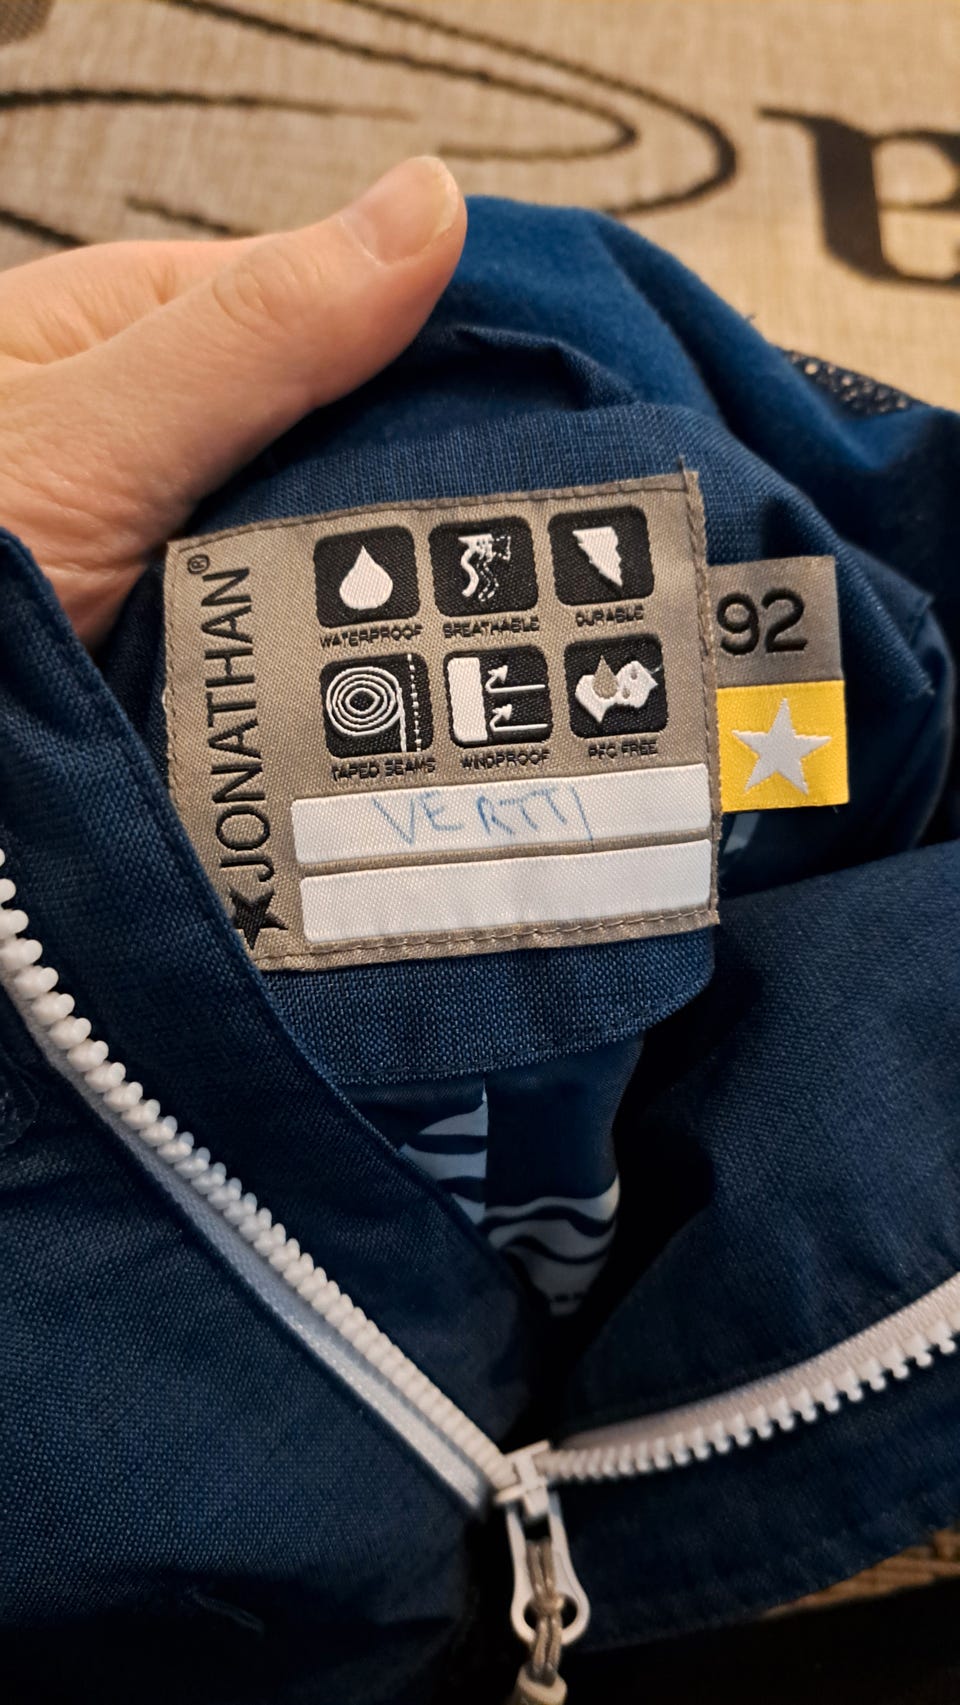 JONATHAN®
WATERPROOF BREATHABLE DURABLE
TAPED SEAMS WINDPROOF PFC FREE
VERTTI
92